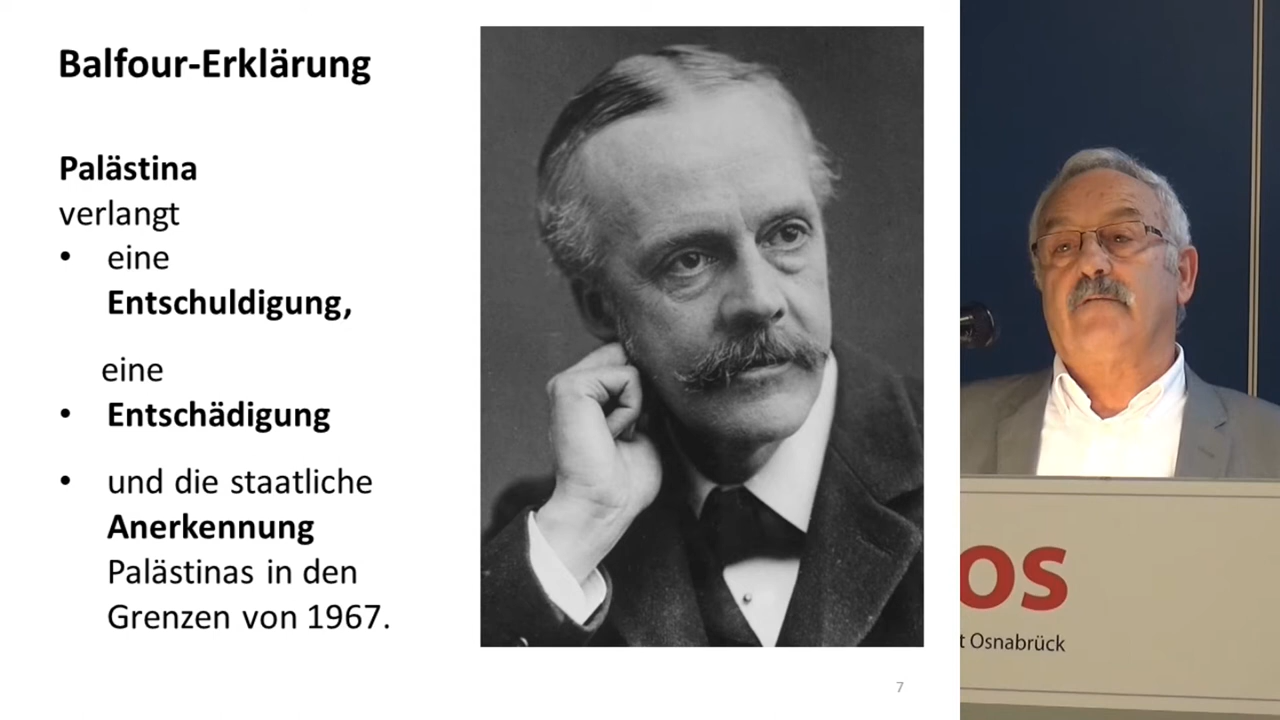 Balfour-Erklärung
Palästina
verlangt
• eine
Entschuldigung,
eine
• Entschädigung
• und die staatliche
Anerkennung
Palästinas in den
Grenzen von 1967.
7
os
t Osnabrück